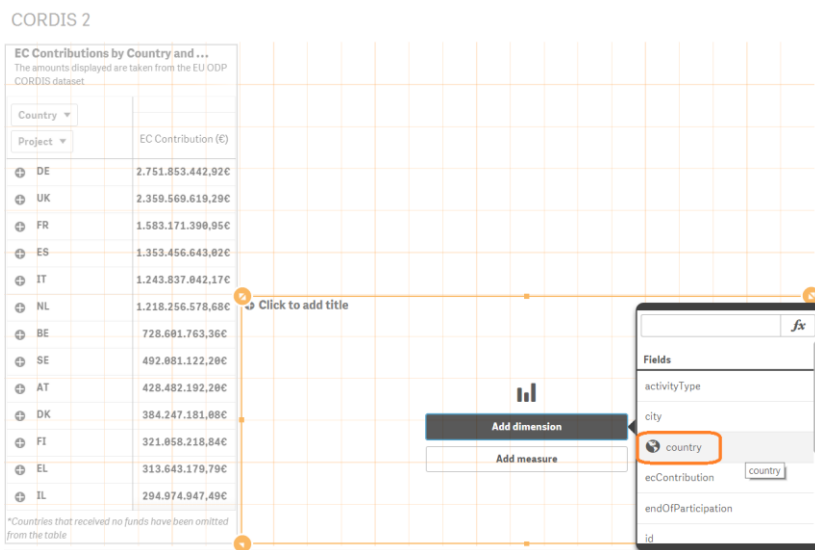 CORDIS 2
EC Contributions by Country and ...
The amounts displayed are taken from the EU ODP
CORDIS dataset
Country
Project
EC Contribution (€)
DE 2.751.853.442,92€
UK 2.359.569.619,29€
FR 1.583.171.390,95€
ES 1.353.456.643,02€
IT 1.243.837.042,17€
NL 1.218.256.578,68€
BE 728.601.763,36€
SE 492.081.122,20€
AT 428.482.192,20€
DK 384.247.181,08€
FI 321.058.218,84€
EL 313.643.179,79€
IL 294.974.947,49€
*Countries that received no funds have been omitted
from the table
Click to add title
Add dimension
Add measure
fx
Fields
activityType
city
country
country
ecContribution
endOfParticipation
id